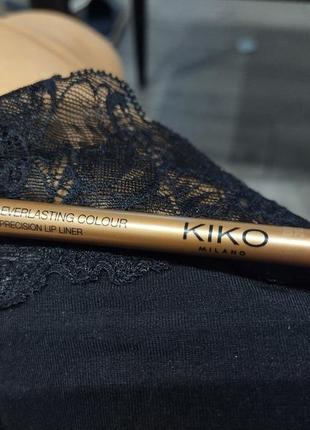 EVERLASTING COLOUR
PRECISION LIP LINER
KIKO
MILANO